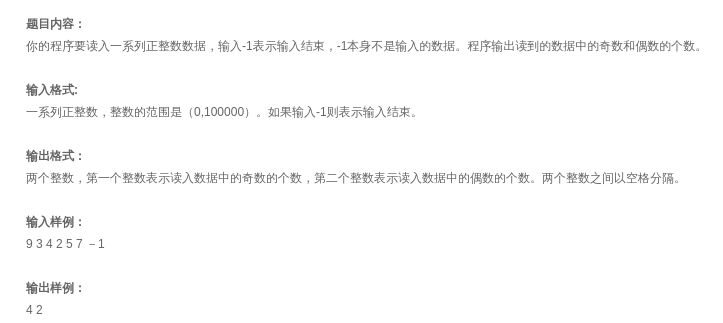 题目内容：
你的程序要读入一系列正整数数据，输入-1表示输入结束，-1本身不是输入的数据。程序输出读到的数据中的奇数和偶数的个数。
输入格式:
一系列正整数，整数的范围是（0,100000）。如果输入-1则表示输入结束。
输出格式：
两个整数，第一个整数表示读入数据中的奇数的个数，第二个整数表示读入数据中的偶数的个数。两个整数之间以空格分隔。
输入样例：
9 3 4 2 5 7 －1
输出样例：
4 2